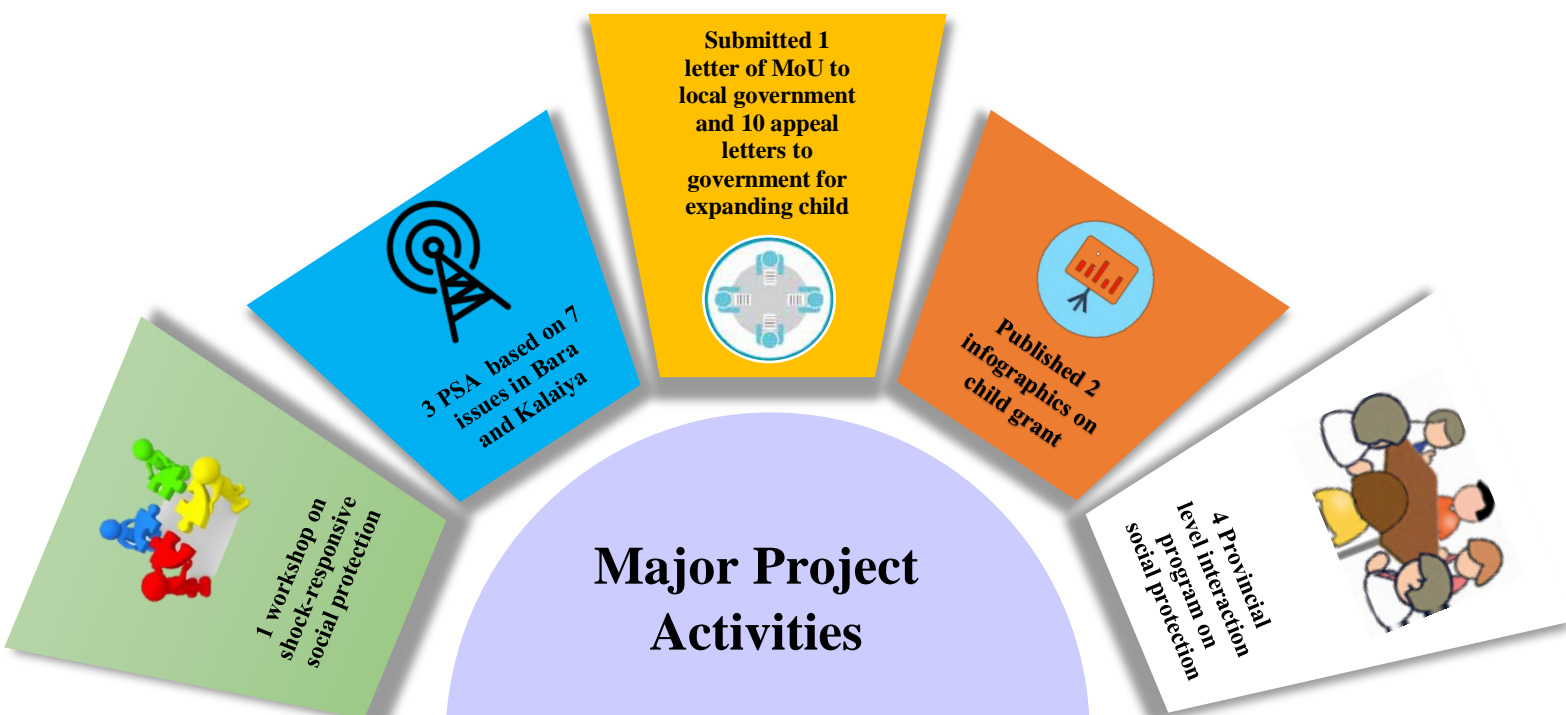 1 workshop on
shock-responsive
social protection
3 PSA  based on 7
issues in Bara
and Kalaiya
Submitted 1
letter of MoU to
local government
and 10 appeal
letters to
government for
expanding child
Published 2
infographics on
child grant
4 Provincial
level interaction
program on
social protection
Major Project
Activities